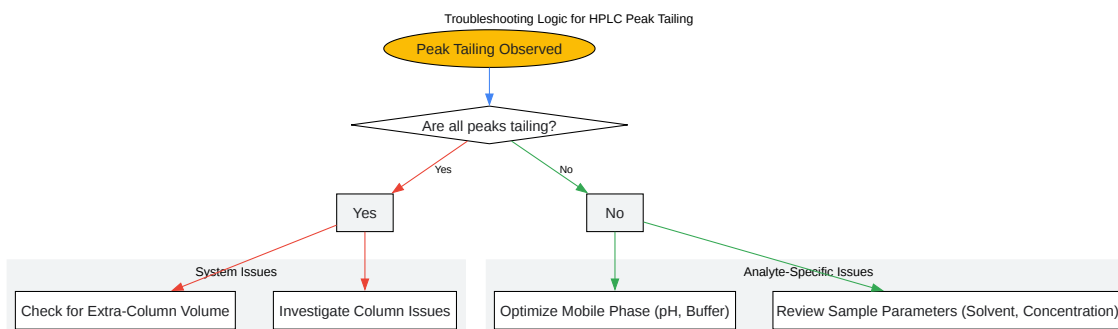 Troubleshooting Logic for HPLC Peak Tailing
Peak Tailing Observed
Are all peaks tailing?
Yes
No
Yes
No
System Issues
Analyte-Specific Issues
Check for Extra-Column Volume
Investigate Column Issues
Optimize Mobile Phase (pH, Buffer)
Review Sample Parameters (Solvent, Concentration)